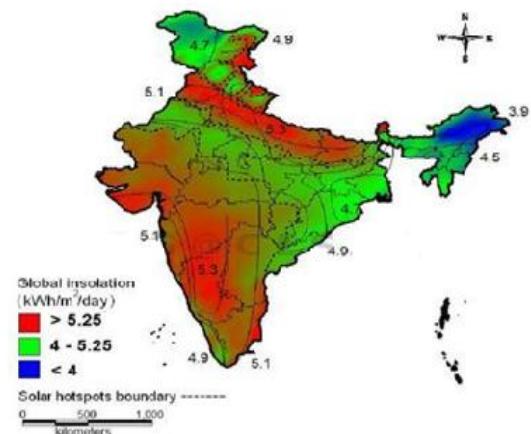 N
W E
S
4.7
4.9
5.1
5.3
3.9
4.5
4.
4.9
5.1
5.3
4.9
5.1
Global insolation
(kWh/m²/day)
> 5.25
4 - 5.25
< 4
Solar hotspots boundary --------
0 500 1,000
kilometers